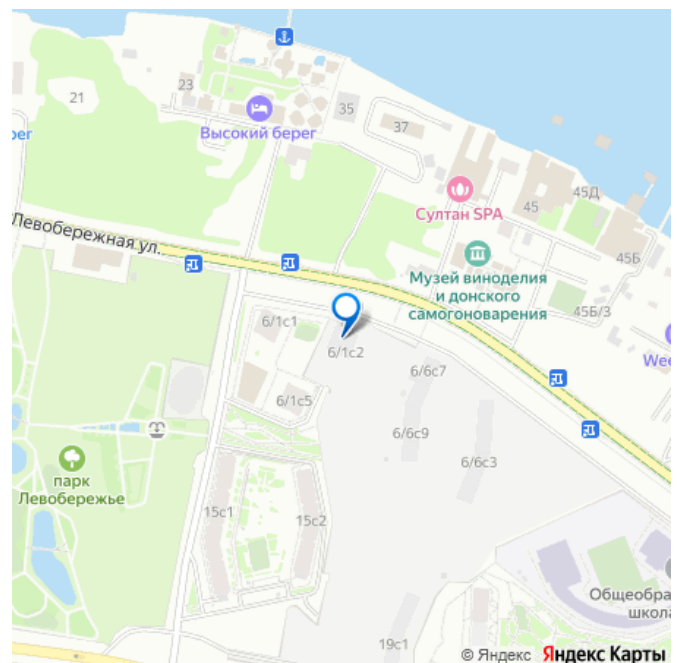 21
23
35
37
Высокий берег
рег
Султан SPA
45
45Д
45Б
Левобережная ул.
Музей виноделия
и донского
самогоноварения
45Б/3
6/1с1
6/1с2
6/6с7
Wee
6/1с5
6/6с9
6/6с3
парк
Левобережье
15с1
15с2
Общеобра
школа
19с1
© Яндекс Яндекс Карты